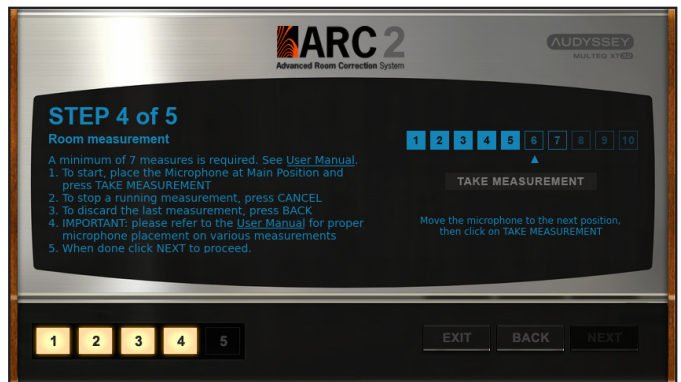 ARC 2
Advanced Room Correction System
AUDYSSEY
MULTEQ XT32
STEP 4 of 5
Room measurement
A minimum of 7 measures is required. See User Manual.
1. To start, place the Microphone at Main Position and
press TAKE MEASUREMENT
2. To stop a running measurement, press CANCEL
3. To discard the last measurement, press BACK
4. IMPORTANT: please refer to the User Manual for proper
microphone placement on various measurements
5. When done click NEXT to proceed.
1 2 3 4 5 6 7 8 9 10
TAKE MEASUREMENT
Move the microphone to the next position,
then click on TAKE MEASUREMENT
1 2 3 4 5
EXIT BACK NEXT